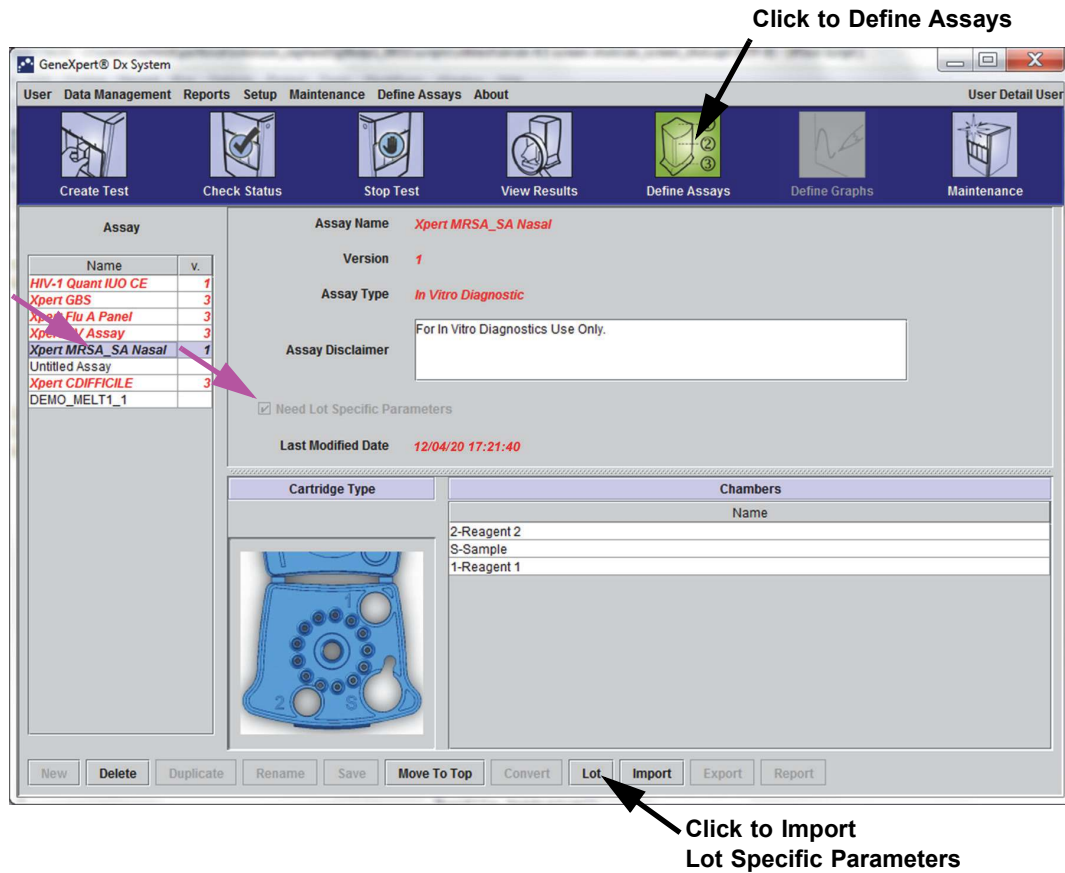 Click to Define Assays
GeneXpert® Dx System
User Data Management Reports Setup Maintenance Define Assays About User Detail User
Create Test Check Status Stop Test View Results Define Assays Define Graphs Maintenance
Assay
Name v.
HIV-1 Quant IUO CE 1
Xpert GBS 3
Xpert Flu A Panel 3
V Assay 3
Xpert MRSA_SA Nasal 1
Untitled Assay
Xpert CDIFFICILE 3
DEMO_MELT1_1
Assay Name Xpert MRSA_SA Nasal
Version 1
Assay Type In Vitro Diagnostic
Assay Disclaimer For In Vitro Diagnostics Use Only.
Need Lot Specific Parameters
Last Modified Date 12/04/20 17:21:40
Cartridge Type Chambers
Name
2-Reagent 2
S-Sample
1-Reagent 1
1
2 S
New Delete Duplicate Rename Save Move To Top Convert Lot Import Export Report
Click to Import
Lot Specific Parameters